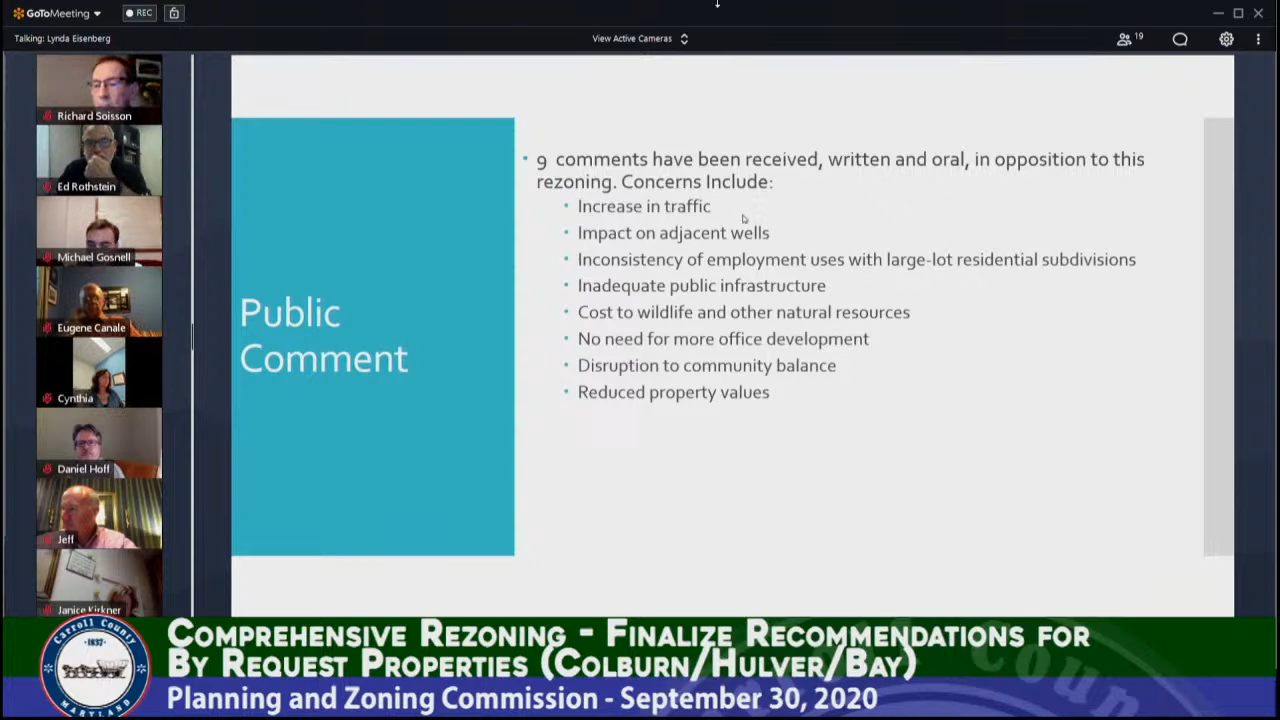 GoToMeeting
REC
Talking: Lynda Eisenberg
View Active Cameras
19
Richard Soisson
Ed Rothstein
Michael Gosnell
Eugene Canale
Cynthia
Daniel Hoff
Jeff
Janice Kirkner
Public
Comment
• 9 comments have been received, written and oral, in opposition to this
rezoning. Concerns Include:
• Increase in traffic
• Impact on adjacent wells
• Inconsistency of employment uses with large-lot residential subdivisions
• Inadequate public infrastructure
• Cost to wildlife and other natural resources
• No need for more office development
• Disruption to community balance
• Reduced property values
Carroll County
1837
Maryland
Comprehensive Rezoning - Finalize Recommendations for
By Request Properties (Colburn/Hulver/Bay)
Planning and Zoning Commission - September 30, 2020